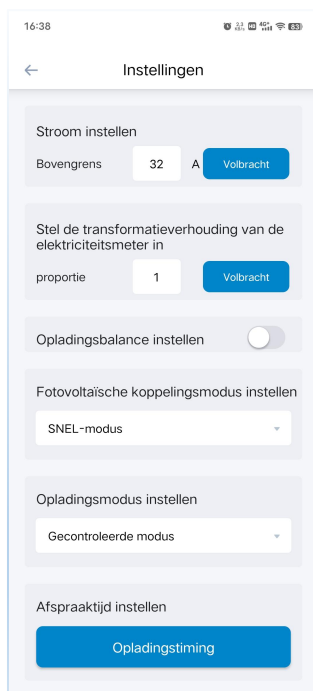 16:38
Instellingen
Stroom instellen
Bovengrens 32 A Volbracht
Stel de transformatieverhouding van de
elektriciteitsmeter in
proportie 1 Volbracht
Opladingsbalance instellen
Fotovoltaïsche koppelingsmodus instellen
SNEL-modus
Opladingsmodus instellen
Gecontroleerde modus
Afspraaktijd instellen
Opladingstiming